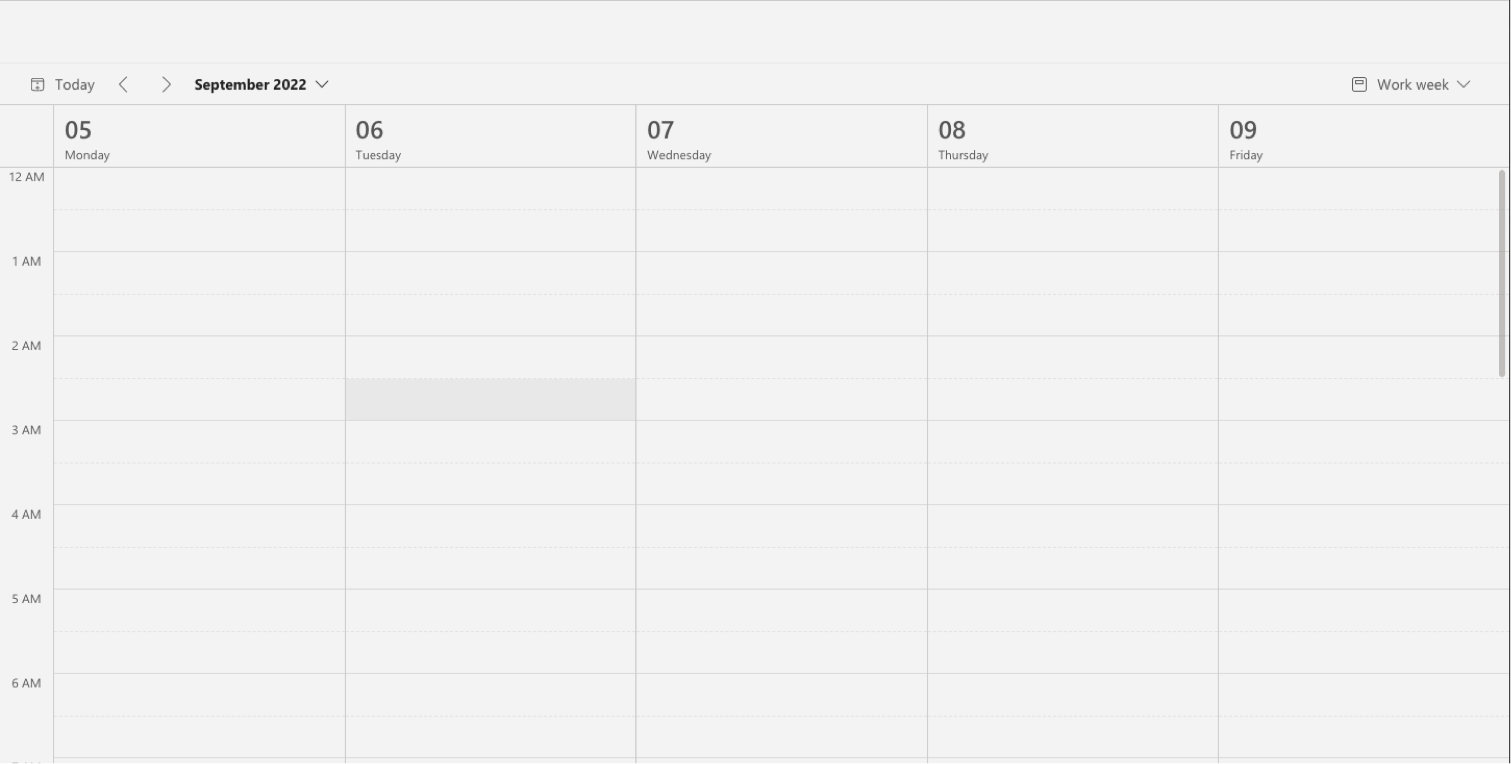 Today September 2022 Work week
05 06 07 08 09
Monday Tuesday Wednesday Thursday Friday
12 AM
1 AM
2 AM
3 AM
4 AM
5 AM
6 AM